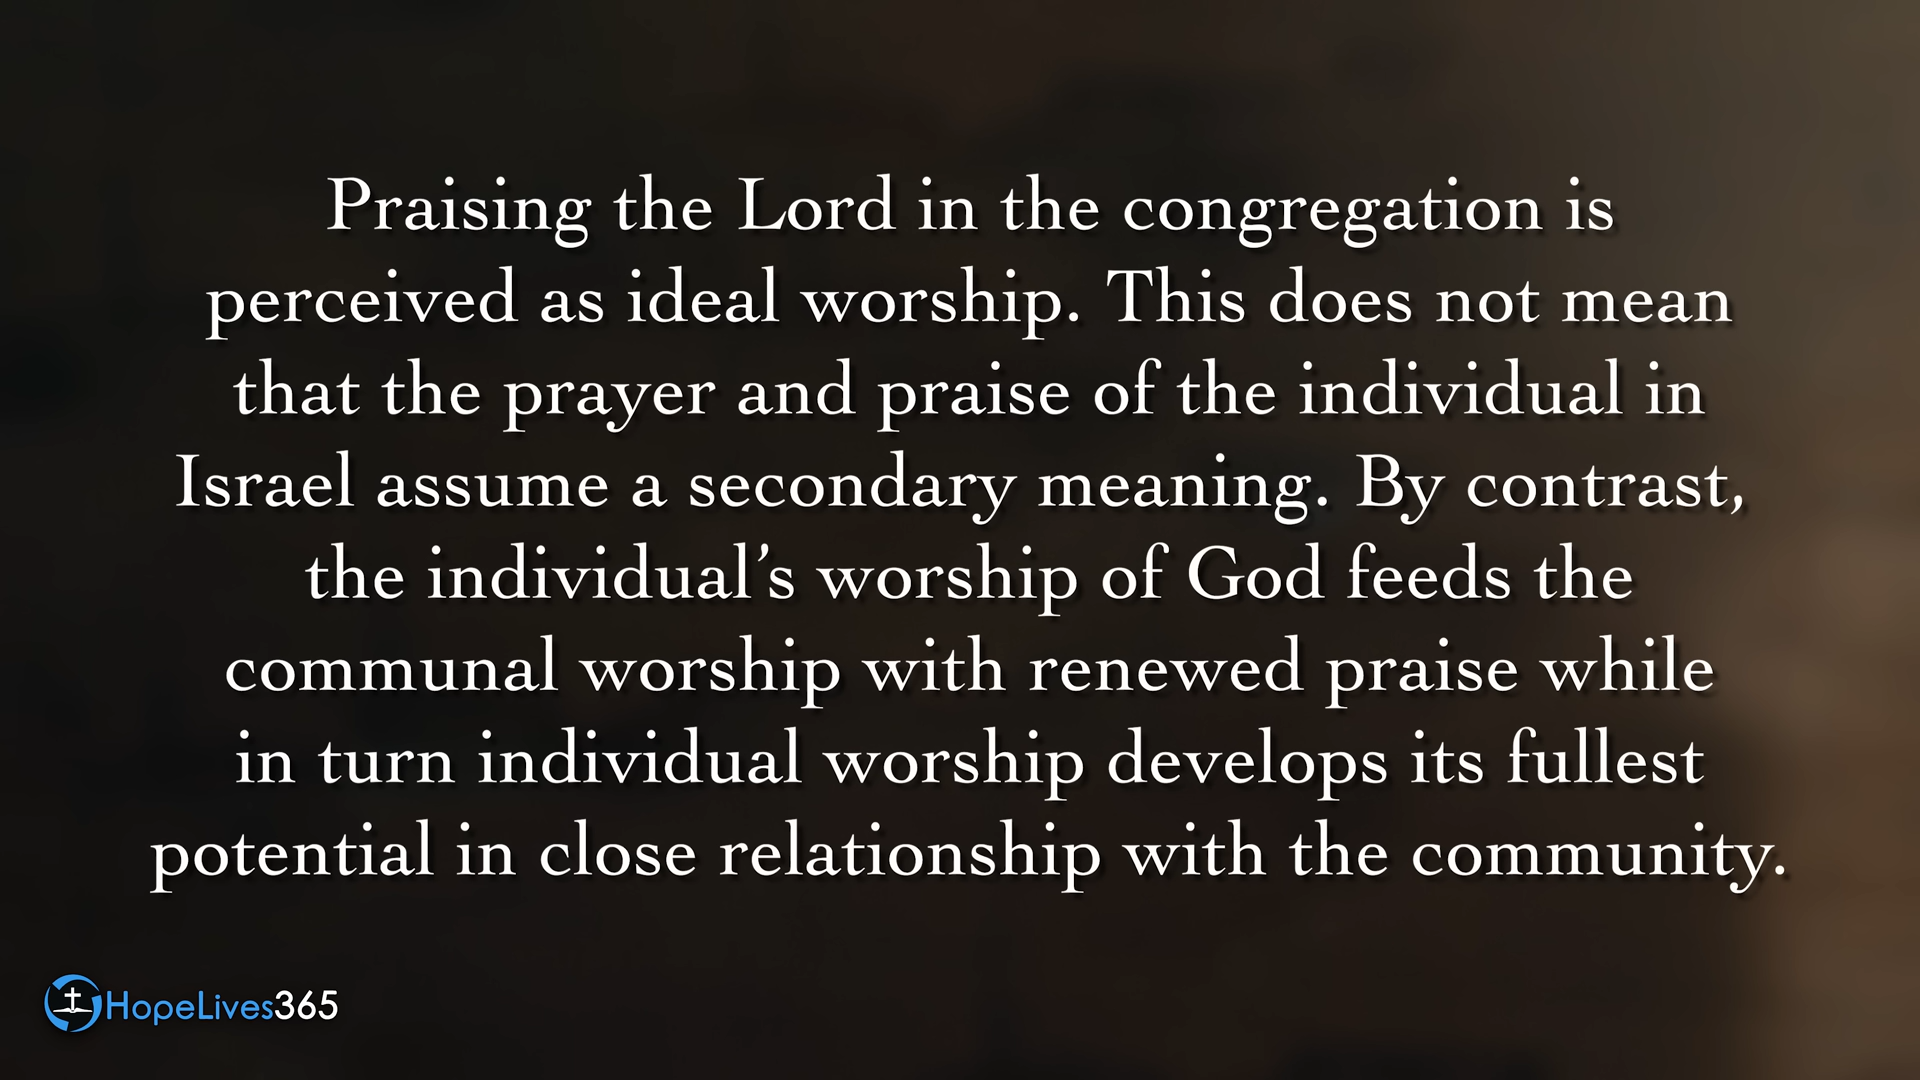 Praising the Lord in the congregation is
perceived as ideal worship. This does not mean
that the prayer and praise of the individual in
Israel assume a secondary meaning. By contrast,
the individual’s worship of God feeds the
communal worship with renewed praise while
in turn individual worship develops its fullest
potential in close relationship with the community.
HopeLives365